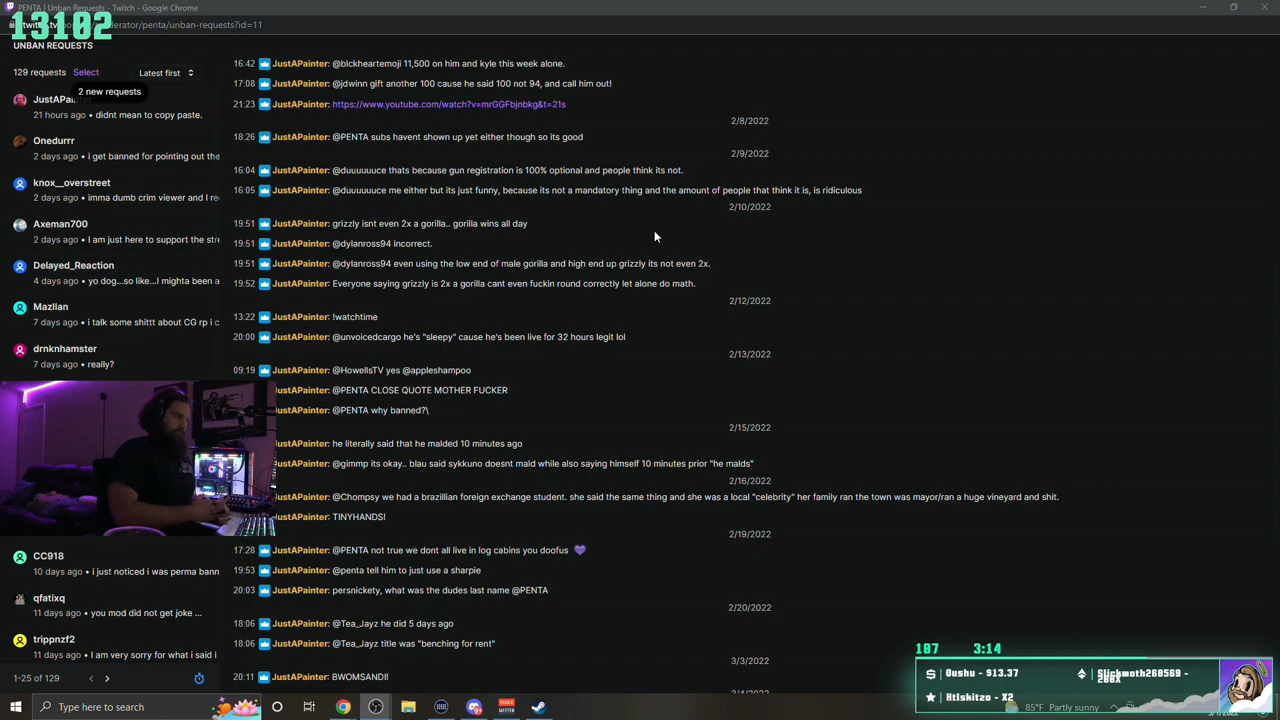 PENTA | Unban Requests - Twitch - Google Chrome
13102
/moderator/penta/unban-requests?id=11
UNBAN REQUESTS
129 requests Select Latest first
2 new requests
21 hours ago • didnt mean to copy paste.
Onedurrr
2 days ago • i get banned for pointing out the
knox__overstreet
2 days ago • imma dumb crim viewer and I re
Axeman700
2 days ago • I am just here to support the stre
Delayed_Reaction
4 days ago • yo dog...so like...I mighta been a
Mazllan
7 days ago • i talk some shittt about CG rp i c
drnknhamster
7 days ago • really?
CC918
10 days ago • i just noticed i was perma bann
qfatixq
11 days ago • you mod did not get joke ...
trippnzf2
11 days ago • I am very sorry for what i said i
1-25 of 129
16:42 JustAPainter: @blckheartemoji 11,500 on him and kyle this week alone.
17:08 JustAPainter: @jdwinn gift another 100 cause he said 100 not 94, and call him out!
21:23 JustAPainter: https://www.youtube.com/watch?v=mrGGFbjnbkg&t=21s
2/8/2022
18:26 JustAPainter: @PENTA subs havent shown up yet either though so its good
2/9/2022
16:04 JustAPainter: @duuuuuuce thats because gun registration is 100% optional and people think its not.
16:05 JustAPainter: @duuuuuuce me either but its just funny, because its not a mandatory thing and the amount of people that think it is, is ridiculous
2/10/2022
19:51 JustAPainter: grizzly isnt even 2x a gorilla.. gorilla wins all day
19:51 JustAPainter: @dylanross94 incorrect.
19:51 JustAPainter: @dylanross94 even using the low end of male gorilla and high end up grizzly its not even 2x.
19:52 JustAPainter: Everyone saying grizzly is 2x a gorilla cant even fuckin round correctly let alone do math.
2/12/2022
13:22 JustAPainter: !watchtime
20:00 JustAPainter: @unvoicedcargo he's "sleepy" cause he's been live for 32 hours legit lol
2/13/2022
09:19 JustAPainter: @HowellsTV yes @appleshampoo
JustAPainter: @PENTA CLOSE QUOTE MOTHER FUCKER
JustAPainter: @PENTA why banned?\
2/15/2022
JustAPainter: he literally said that he malded 10 minutes ago
JustAPainter: @gimmp its okay.. blau said sykkuno doesnt mald while also saying himself 10 minutes prior "he malds"
2/16/2022
JustAPainter: @Chompsy we had a brazillian foreign exchange student. she said the same thing and she was a local "celebrity" her family ran the town was mayor/ran a huge vineyard and shit.
JustAPainter: TINYHANDS!
2/19/2022
17:28 JustAPainter: @PENTA not true we dont all live in log cabins you doofus
19:53 JustAPainter: @penta tell him to just use a sharpie
20:03 JustAPainter: persnickety, what was the dudes last name @PENTA
2/20/2022
18:06 JustAPainter: @Tea_Jayz he did 5 days ago
18:06 JustAPainter: @Tea_Jayz title was "benching for rent"
3/3/2022
20:11 JustAPainter: BWOMSANDI!
107 3:14
Oushu - $13.37
Htlskitzo - X2
Type here to search
85°F Partly sunny